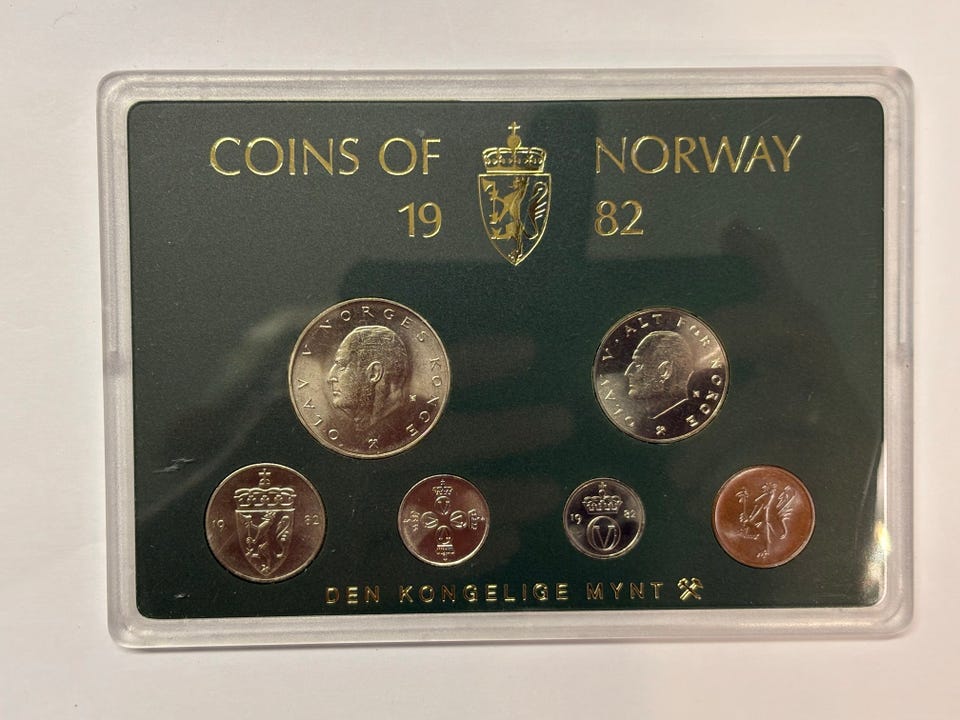 COINS OF NORWAY
19 82
OLAV V NORGES KONGE K
OLAV V · ALT FOR NORGE K
19 82
19 82
V
DEN KONGELIGE MYNT